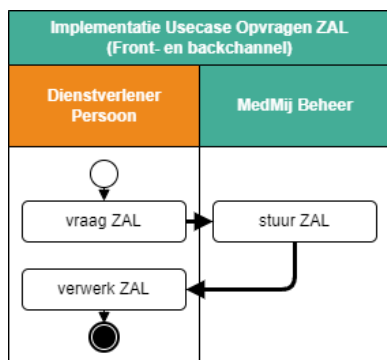 Implementatie Usecase Opvragen ZAL
(Front- en backchannel)
Dienstverlener
Persoon
MedMij Beheer
vraag ZAL
stuur ZAL
verwerk ZAL